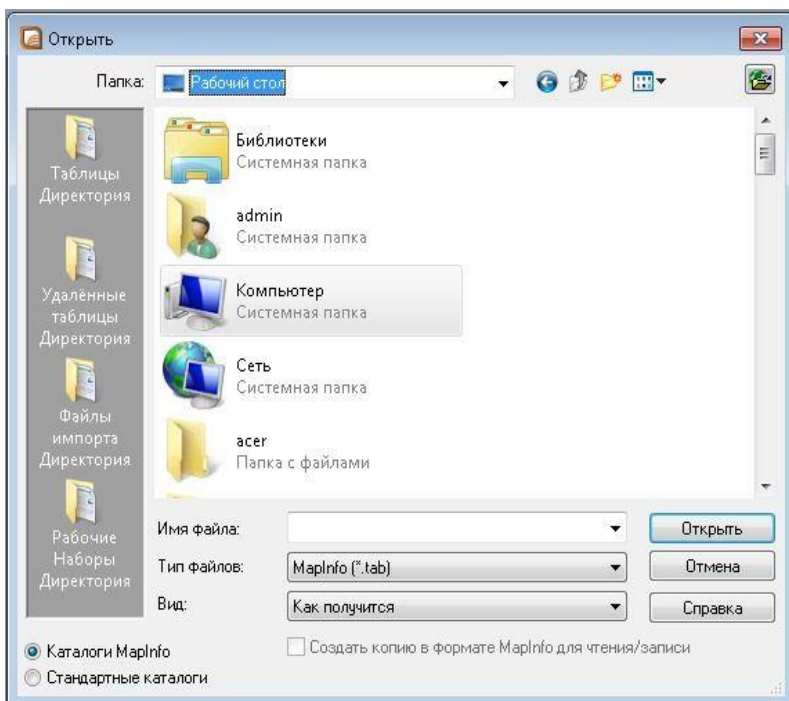 Открыть
Папка: Рабочий стол
Таблицы
Директория
Удалённые
таблицы
Директория
Файлы
импорта
Директория
Рабочие
Наборы
Директория
Библиотеки
Системная папка
admin
Системная папка
Компьютер
Системная папка
Сеть
Системная папка
acer
Папка с файлами
Имя файла:
Открыть
Тип файлов: MapInfo (*.tab)
Отмена
Вид: Как получится
Справка
Каталоги MapInfo
Создать копию в формате MapInfo для чтения/записи
Стандартные каталоги